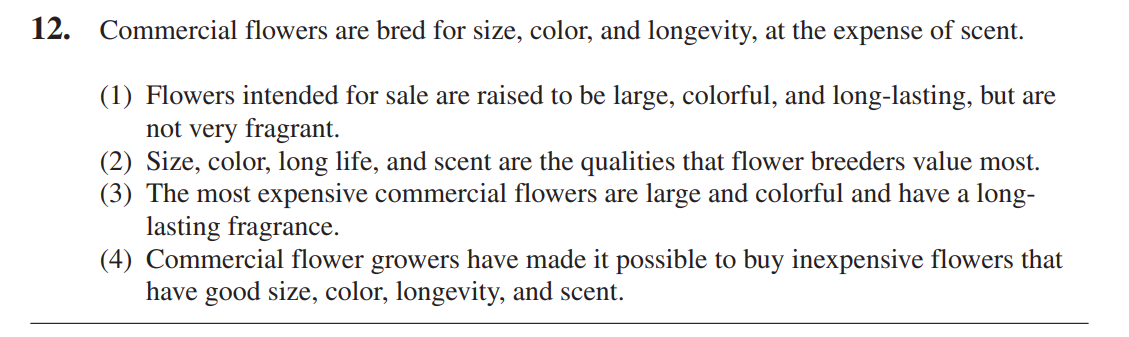 12. Commercial flowers are bred for size, color, and longevity, at the expense of scent.
(1) Flowers intended for sale are raised to be large, colorful, and long-lasting, but are
not very fragrant.
(2) Size, color, long life, and scent are the qualities that flower breeders value most.
(3) The most expensive commercial flowers are large and colorful and have a long-
lasting fragrance.
(4) Commercial flower growers have made it possible to buy inexpensive flowers that
have good size, color, longevity, and scent.